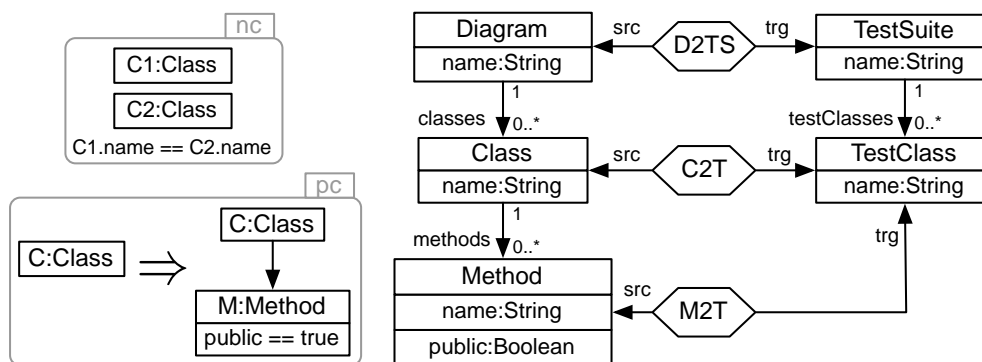 nc
C1:Class
C2:Class
C1.name == C2.name
pc
C:Class
C:Class
M:Method
public == true
Diagram
name:String
src
D2TS
trg
TestSuite
name:String
1
classes
0..*
1
testClasses
0..*
Class
name:String
src
C2T
trg
TestClass
name:String
1
methods
0..*
trg
Method
name:String
public:Boolean
src
M2T